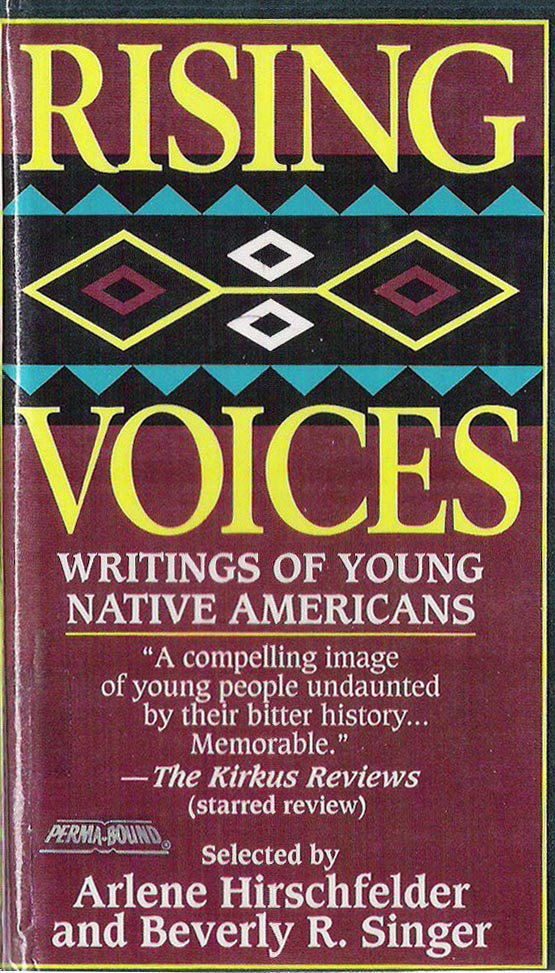 RISING
VOICES
WRITINGS OF YOUNG
NATIVE AMERICANS
“A compelling image
of young people undaunted
by their bitter history...
Memorable.”
—The Kirkus Reviews
(starred review)
PERMA-BOUND®
Selected by
Arlene Hirschfelder
and Beverly R. Singer